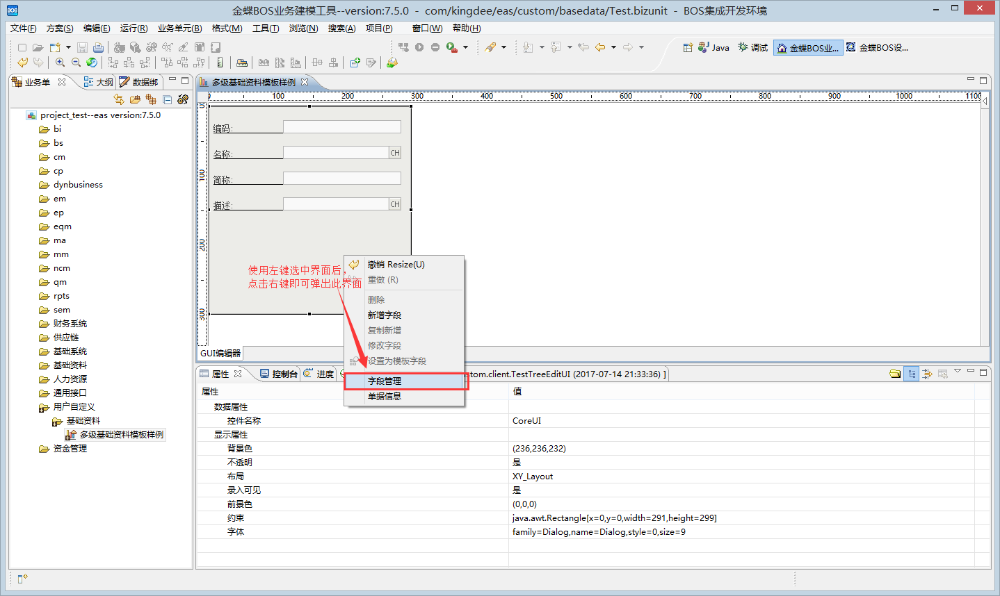 BOS
金蝶BOS业务建模工具--version:7.5.0 - com/kingdee/eas/custom/basedata/Test.bizunit - BOS集成开发环境
文件(F) 方案(S) 编辑(E) 运行(R) 业务单元(B) 格式(M) 工具(T) 浏览(N) 搜索(A) 项目(P) 窗口(W) 帮助(H)
Java 调试 金蝶BOS业... 金蝶BOS设...
业务单 大纲 数据绑
多级基础资料模板样例
0 100 200 300 400 500 600 700 800 900 1000 1100
0
100
200
300
project_test--eas version:7.5.0
bi
bs
cm
cp
dynbusiness
em
ep
eqm
ma
mm
ncm
qm
rpts
sem
财务系统
供应链
基础系统
基础资料
人力资源
通用接口
用户自定义
基础资料
多级基础资料模板样例
资金管理
编码:
名称: CH
简称:
描述: CH
使用左键选中界面后，
点击右键即可弹出此界面
撤销 Resize(U)
重做 (R)
删除
新增字段
复制新增
修改字段
设置为模板字段
字段管理
单据信息
GUI编辑器
属性 控制台 进度 tom.client.TestTreeEditUI (2017-07-14 21:33:36) ]
属性 值
数据属性
控件名称 CoreUI
显示属性
背景色 (236,236,232)
不透明 是
布局 XY_Layout
录入可见 是
前景色 (0,0,0)
约束 java.awt.Rectangle[x=0,y=0,width=291,height=299]
字体 family=Dialog,name=Dialog,style=0,size=9